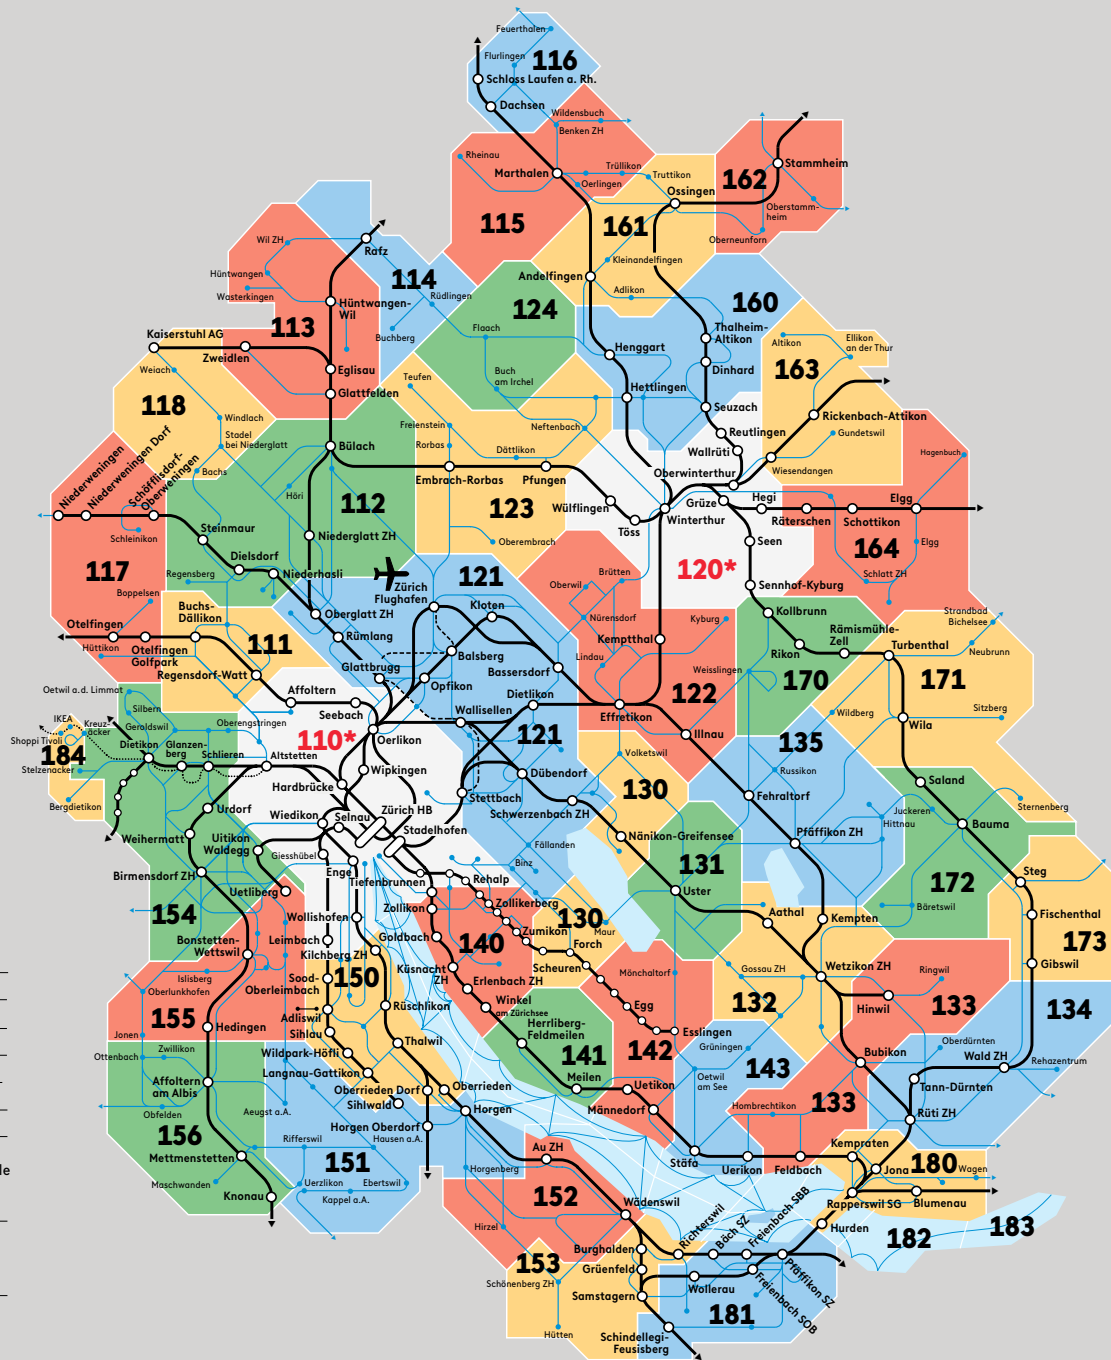 Feuerthalen
Flurlingen
116
Schloss Laufen a. Rh.
Dachsen
Wildensbuch
Benken ZH
Rheinau
Marthalen
Trüllikon
Truttikon
Oerlingen
162
Stammheim
Ossingen
Oberstamm-
heim
Oberneunforn
115
161
Wil ZH
Rafz
Kleinandelfingen
Hüntwangen
Wasterkingen
114
Andelfingen
Adlikon
Rüdlingen
Hüntwangen-
Wil
124
160
113
Buchberg
Flaach
Thalheim-
Altikon
Altikon
Ellikon
an der Thur
Kaiserstuhl AG
Zweidlen
Henggart
163
Weiach
Eglisau
Buch
am Irchel
Dinhard
Teufen
Glattfelden
Hettlingen
118
Windlach
Freienstein
Neftenbach
Seuzach
Rickenbach-Attikon
Stadel
bei Niederglatt
Rorbas
Reutlingen
Gundetswil
Bülach
Dättlikon
Wallrüti
Hagenbuch
Niederweningen
Niederweningen Dorf
Schöfflisdorf-
Oberweningen
Bachs
Embrach-Rorbas
Pfungen
Oberwinterthur
Wiesendangen
Höri
112
123
Wülflingen
Grüze
Hegi
Elgg
Winterthur
Räterschen
Schottikon
Töss
Schleinikon
Steinmaur
Niederglatt ZH
Oberembrach
Seen
164
Elgg
Dielsdorf
117
Regensberg
Niederhasli
121
120*
Schlatt ZH
Brütten
Oberwil
Zürich
Flughafen
Sennhof-Kyburg
Boppelsen
Kloten
Buchs-
Dällikon
Oberglatt ZH
Nürensdorf
Kyburg
Kollbrunn
Strandbad
Bichelsee
Otelfingen
Rümlang
Kemptthal
Rämismühle-
Zell
Turbenthal
Hüttikon
Otelfingen
Golfpark
111
Balsberg
Lindau
Rikon
Neubrunn
Regensdorf-Watt
Glattbrugg
Bassersdorf
Weisslingen
Opfikon
122
170
171
Oetwil a.d. Limmat
Affoltern
Dietlikon
Silbern
Seebach
Wallisellen
Effretikon
Wildberg
Sitzberg
IKEA
Kreuz-
äcker
Geroldswil
Oberengstringen
Wila
Shoppi Tivoli
Dietikon
Glanzen-
berg
Schlieren
110*
Oerlikon
121
Illnau
135
184
Altstetten
Volketswil
Stelzenacker
Wipkingen
Dübendorf
Russikon
Hardbrücke
130
Saland
Bergdietikon
Stettbach
Fehraltorf
Urdorf
Zürich HB
Schwerzenbach ZH
Juckeren
Sternenberg
Wiedikon
Selnau
Hittnau
Bauma
Weihermatt
Uitikon
Waldegg
Stadelhofen
Nänikon-Greifensee
Pfäffikon ZH
Giesshübel
Fällanden
Enge
Binz
131
Steg
Birmensdorf ZH
Tiefenbrunnen
Rehalp
172
Uetliberg
Uster
Zollikon
Zollikerberg
Bäretswil
154
Wollishofen
130
Aathal
Kempten
Fischenthal
Zumikon
Maur
Leimbach
Goldbach
140
Forch
173
Bonstetten-
Wettswil
Kilchberg ZH
Küsnacht
ZH
Scheuren
Mönchaltorf
Gossau ZH
Wetzikon ZH
Gibswil
Islisberg
Sood-
Oberleimbach
150
Erlenbach ZH
Ringwil
Oberlunkhofen
132
133
134
Rüschlikon
Winkel
am Zürichsee
Egg
Hinwil
155
Adliswil
Jonen
Hedingen
Sihlau
Herrliberg-
Feldmeilen
Esslingen
Thalwil
142
Grüningen
Oberdürnten
Zwillikon
Wildpark-Höfli
141
143
Bubikon
Wald ZH
Ottenbach
Rehazentrum
Affoltern
am Albis
Langnau-Gattikon
Meilen
Uetikon
Oetwil
am See
Tann-Dürnten
Oberrieden Dorf
Oberrieden
133
Obfelden
Aeugst a.A.
Sihlwald
Horgen
Männedorf
Hombrechtikon
Rüti ZH
156
Horgen Oberdorf
Rifferswil
Hausen a.A.
Kempraten
Mettmenstetten
Au ZH
Stäfa
151
Uerikon
Feldbach
Jona
180
Wagen
Horgenberg
Maschwanden
Uerzlikon
Ebertswil
Knonau
Kappel a.A.
152
Rapperswil SG
Blumenau
Wädenswil
Hirzel
Richterswil
Bäch SZ
Freienbach SBB
Hurden
182
183
Burghalden
153
Grüenfeld
Schönenberg ZH
Pfäffikon SZ
Samstagern
Wollerau
Freienbach SOB
181
Hütten
Schindellegi-
Feusisberg
de